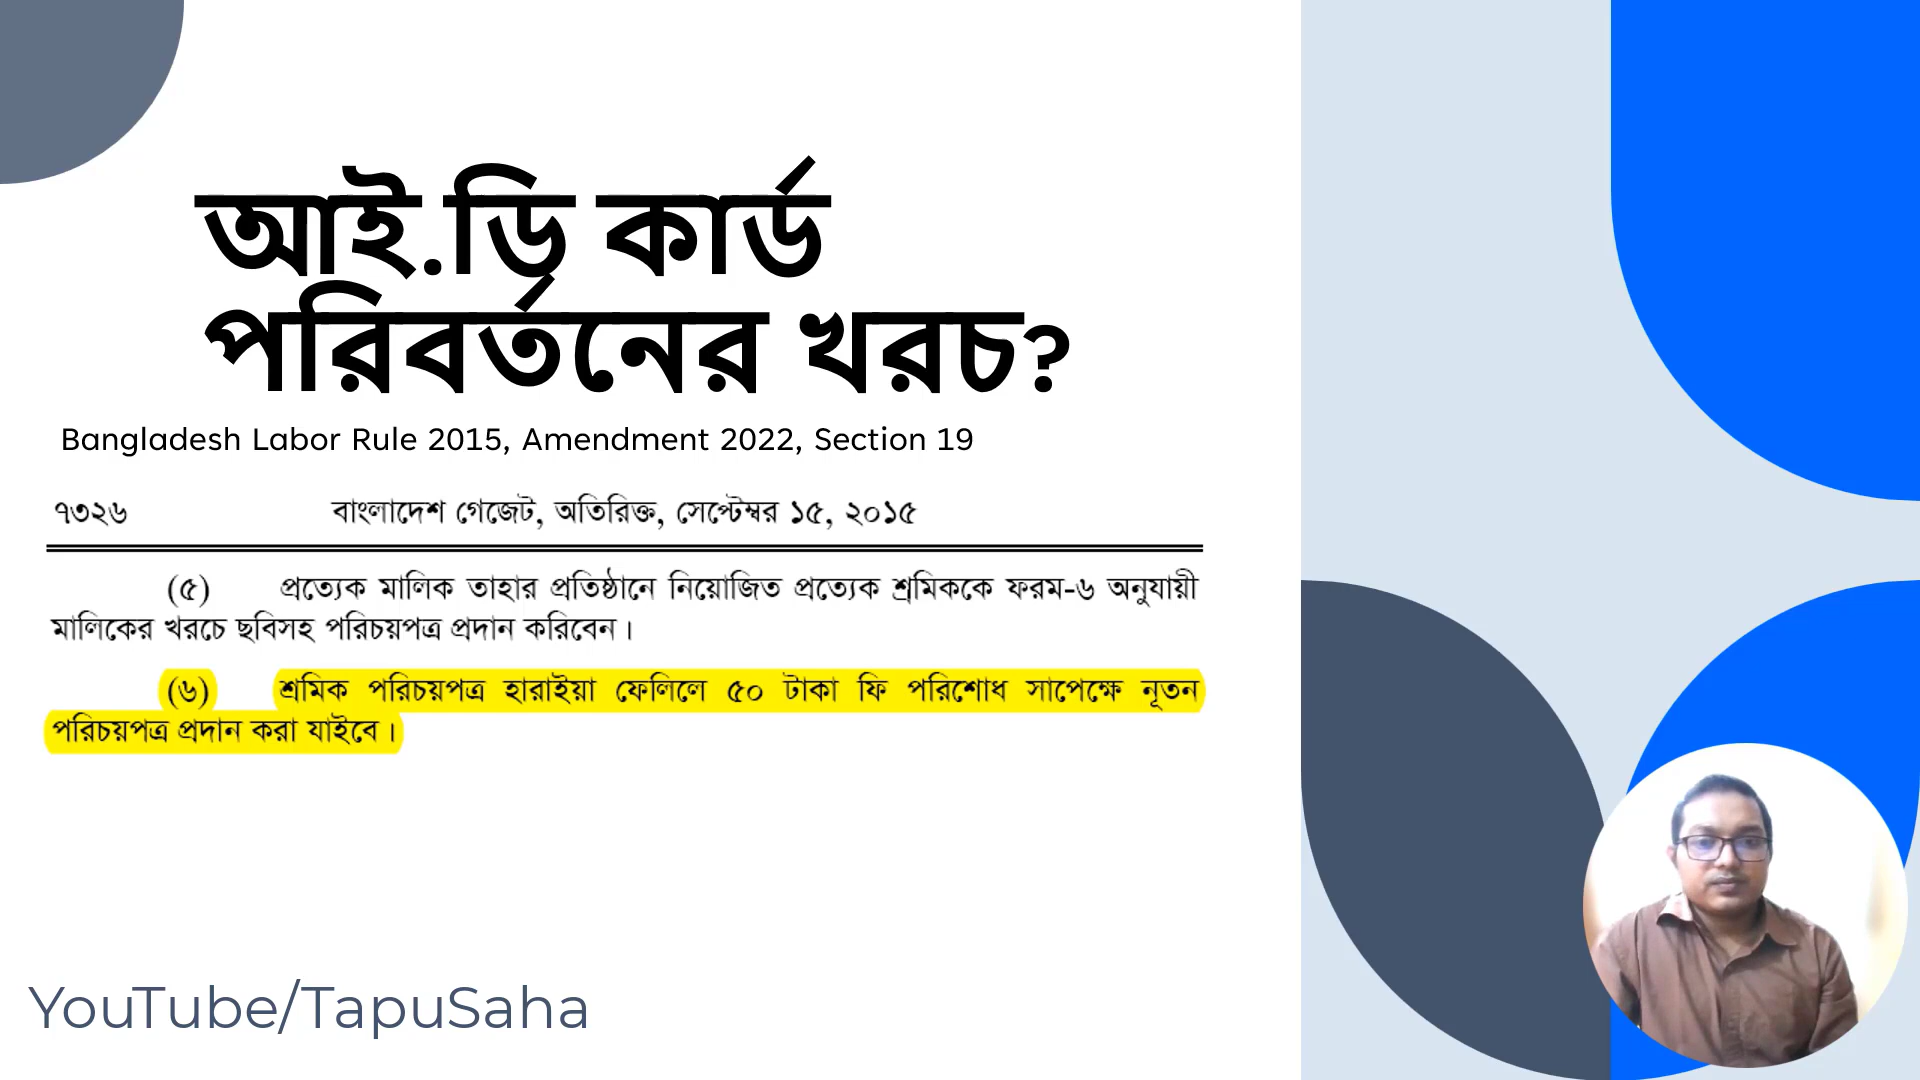 আই.ডি কার্ড
পরিবর্তনের খরচ?
Bangladesh Labor Rule 2015, Amendment 2022, Section 19
৭৩২৬ বাংলাদেশ গেজেট, অতিরিক্ত, সেপ্টেম্বর ১৫, ২০১৫
(৫) প্রত্যেক মালিক তাহার প্রতিষ্ঠানে নিয়োজিত প্রত্যেক শ্রমিককে ফরম-৬ অনুযায়ী
মালিকের খরচে ছবিসহ পরিচয়পত্র প্রদান করিবেন।
(৬) শ্রমিক পরিচয়পত্র হারাইয়া ফেলিলে ৫০ টাকা ফি পরিশোধ সাপেক্ষে নূতন
পরিচয়পত্র প্রদান করা যাইবে।
YouTube/TapuSaha